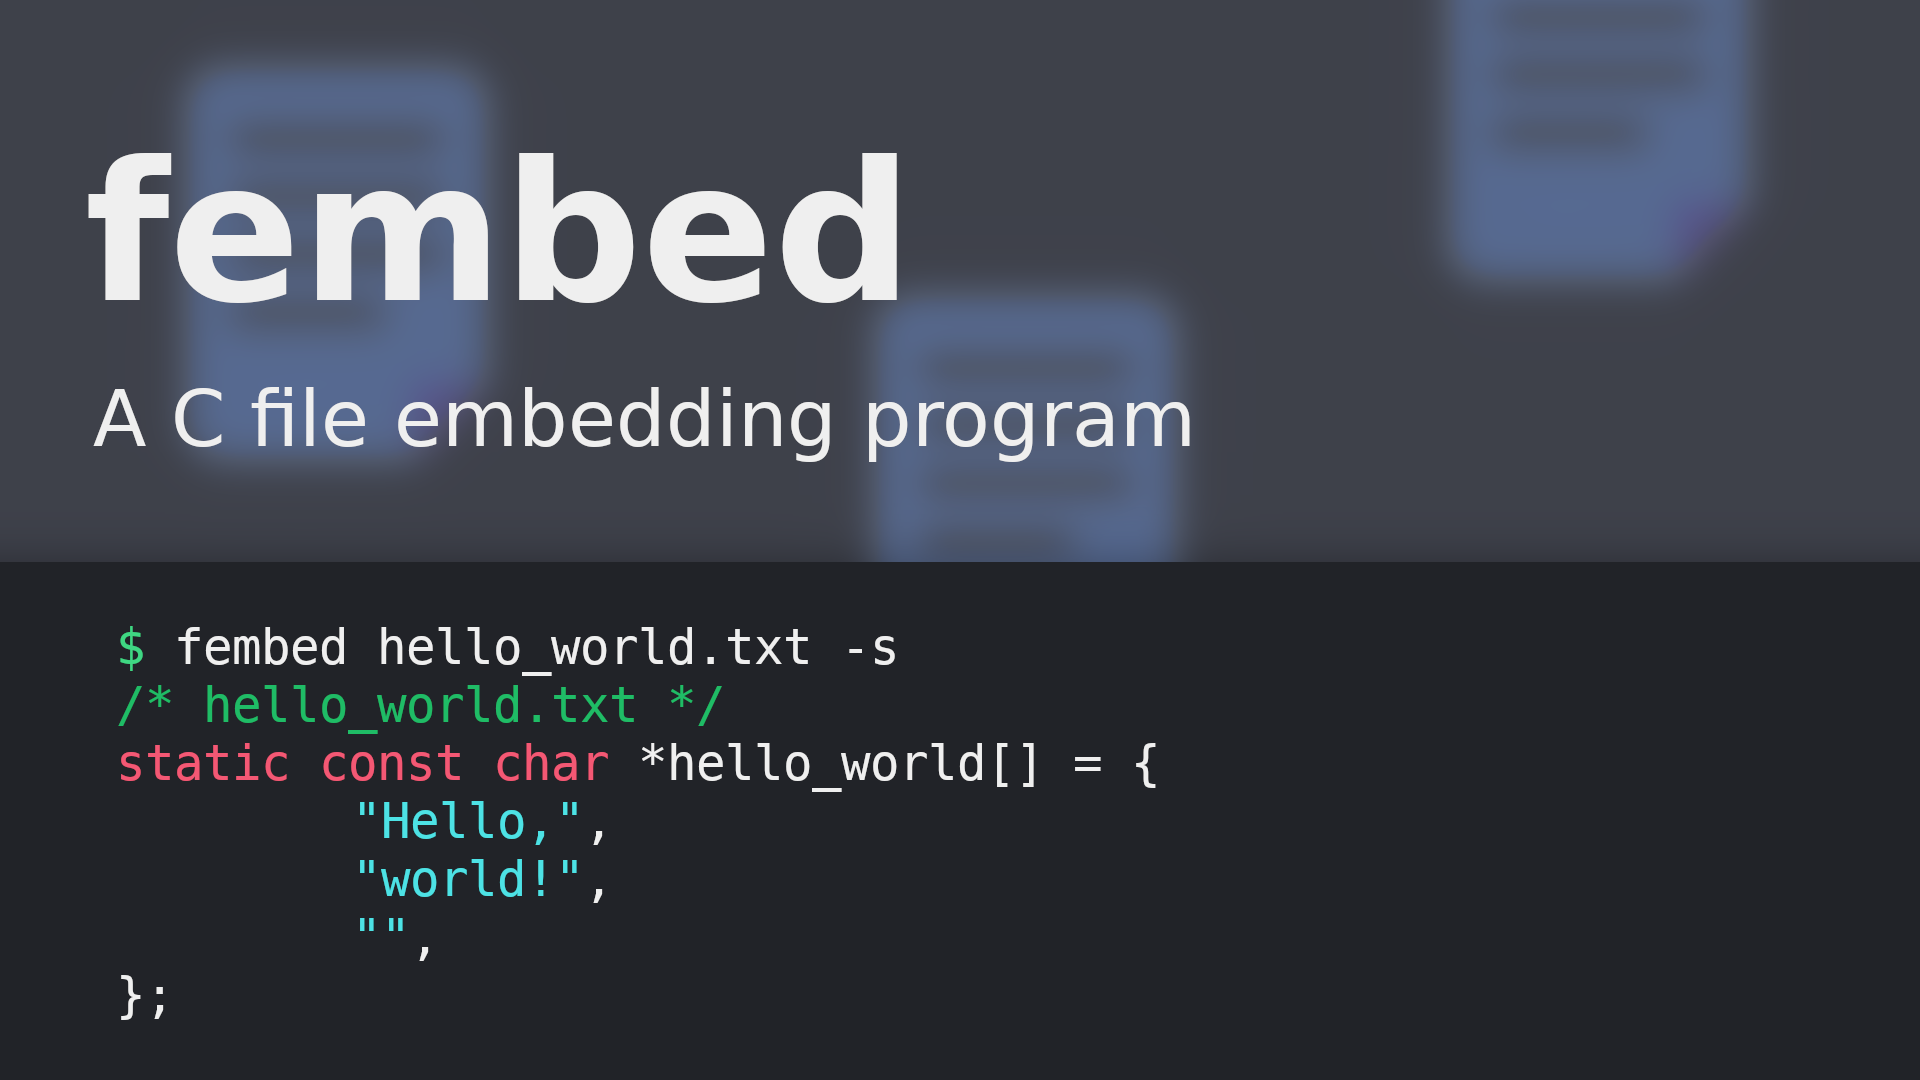 fembed
A C file embedding program
$ fembed hello_world.txt -s
/* hello_world.txt */
static const char *hello_world[] = {
        "Hello,",
        "world!",
        "",
};